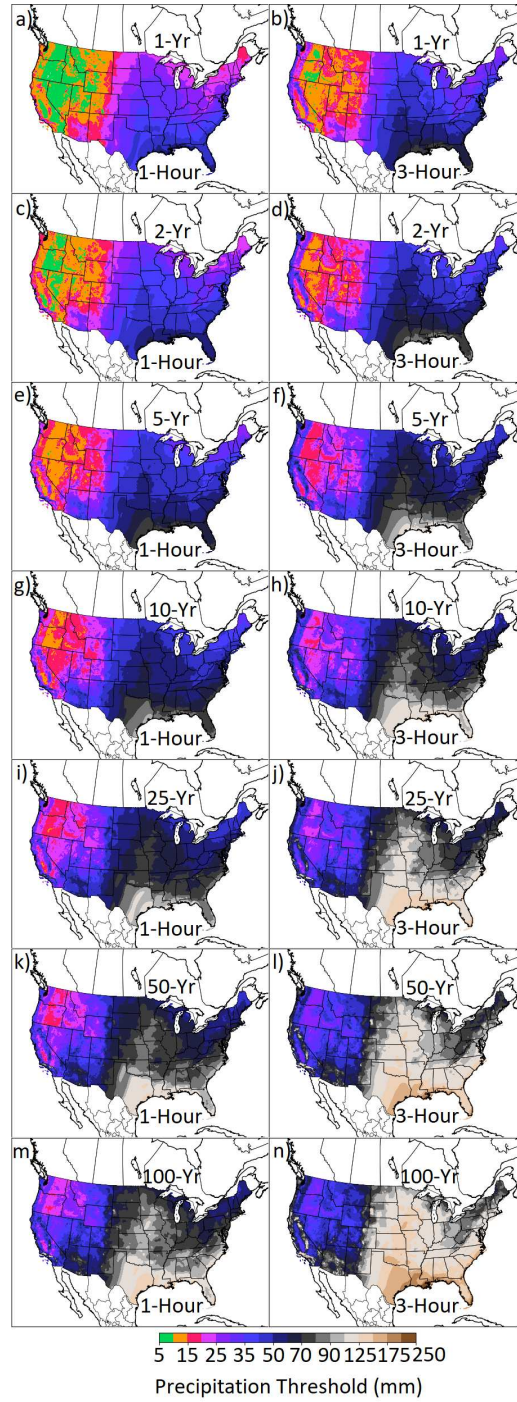 a) 1-Yr 1-Hour
b) 1-Yr 3-Hour
c) 2-Yr 1-Hour
d) 2-Yr 3-Hour
e) 5-Yr 1-Hour
f) 5-Yr 3-Hour
g) 10-Yr 1-Hour
h) 10-Yr 3-Hour
i) 25-Yr 1-Hour
j) 25-Yr 3-Hour
k) 50-Yr 1-Hour
l) 50-Yr 3-Hour
m) 100-Yr 1-Hour
n) 100-Yr 3-Hour
5 15 25 35 50 70 90 125 175 250
Precipitation Threshold (mm)